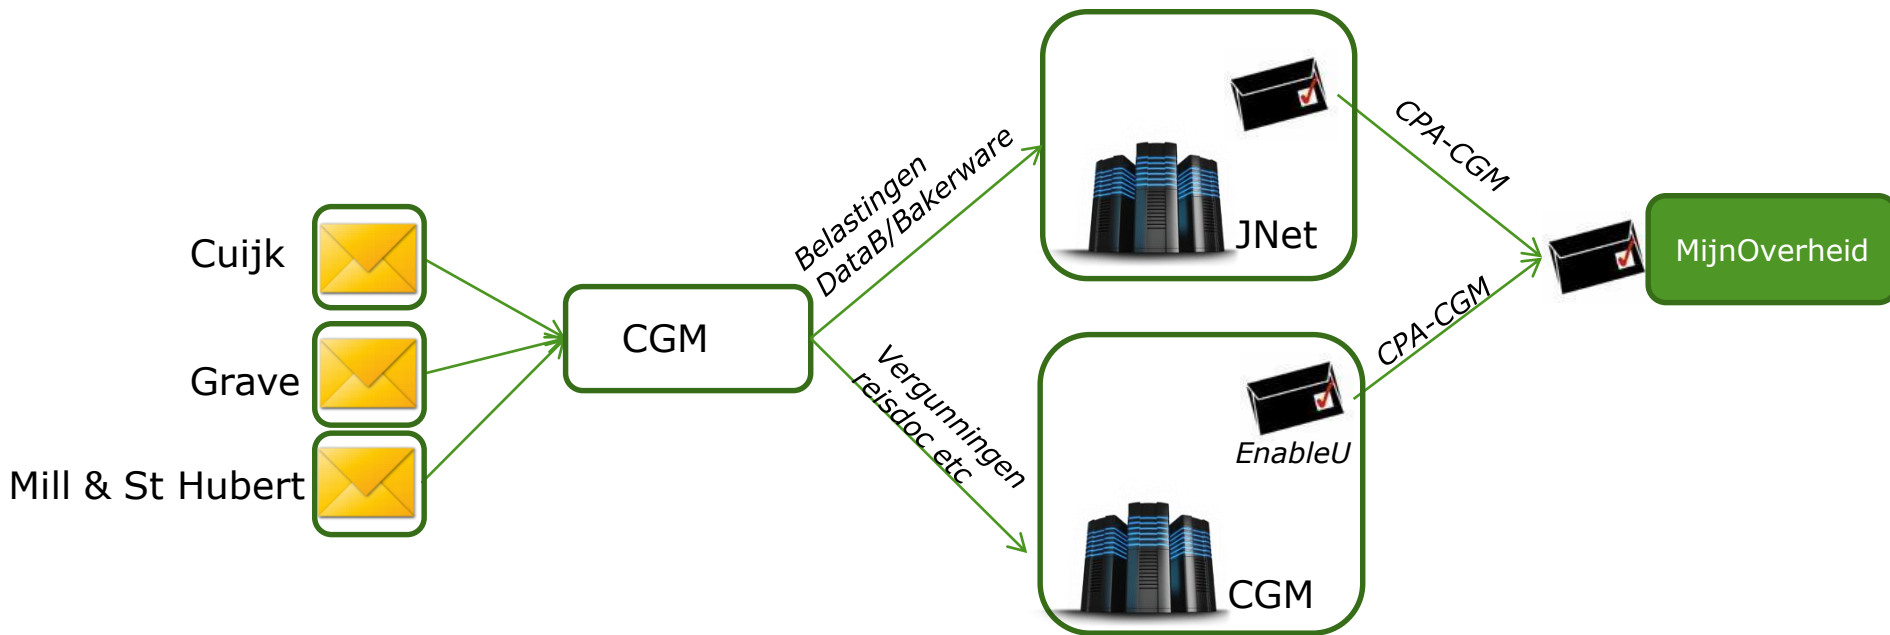 Cuijk
Grave
Mill & St Hubert
CGM
Belastingen
DataB/Bakerware
Vergunningen
reisdoc etc
JNet
EnableU
CGM
CPA-CGM
CPA-CGM
MijnOverheid